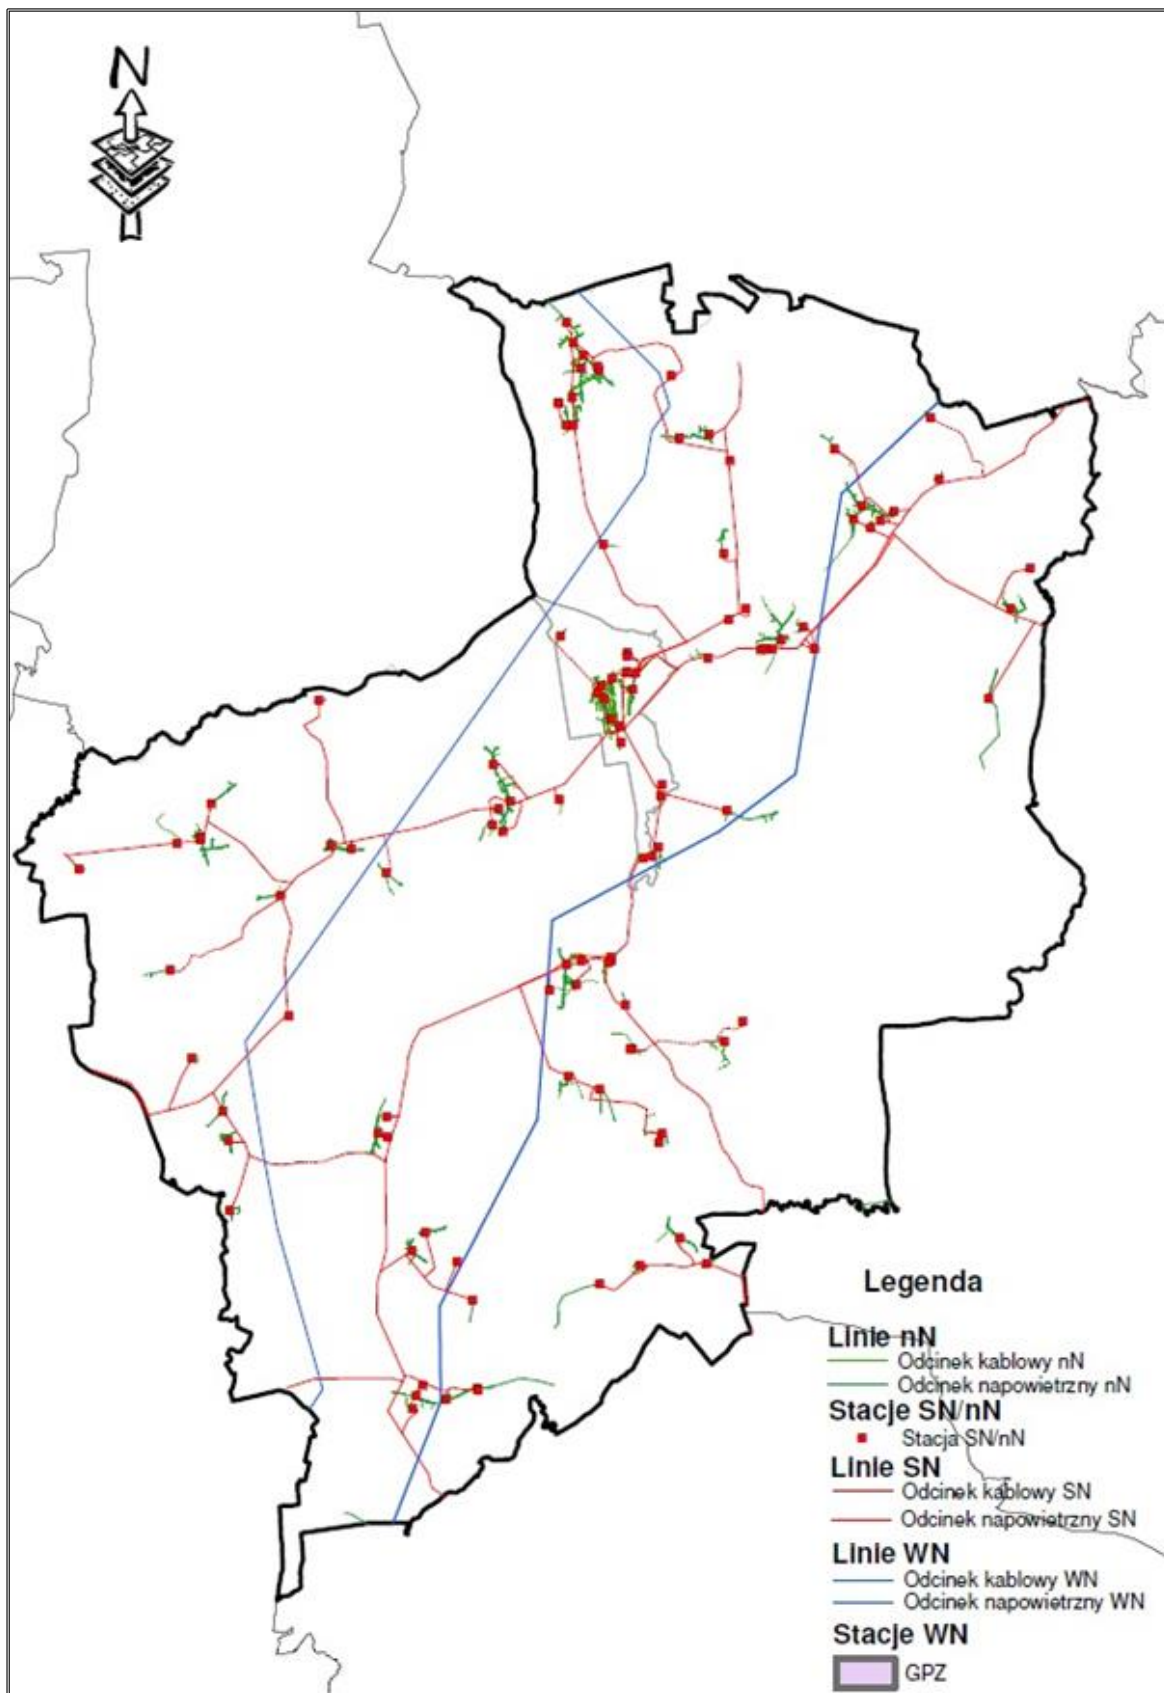 N
Legenda
Linie nN
Odcinek kablowy nN
Odcinek napowietrzny nN
Stacje SN/nN
Stacja SN/nN
Linie SN
Odcinek kablowy SN
Odcinek napowietrzny SN
Linie WN
Odcinek kablowy WN
Odcinek napowietrzny WN
Stacje WN
GPZ